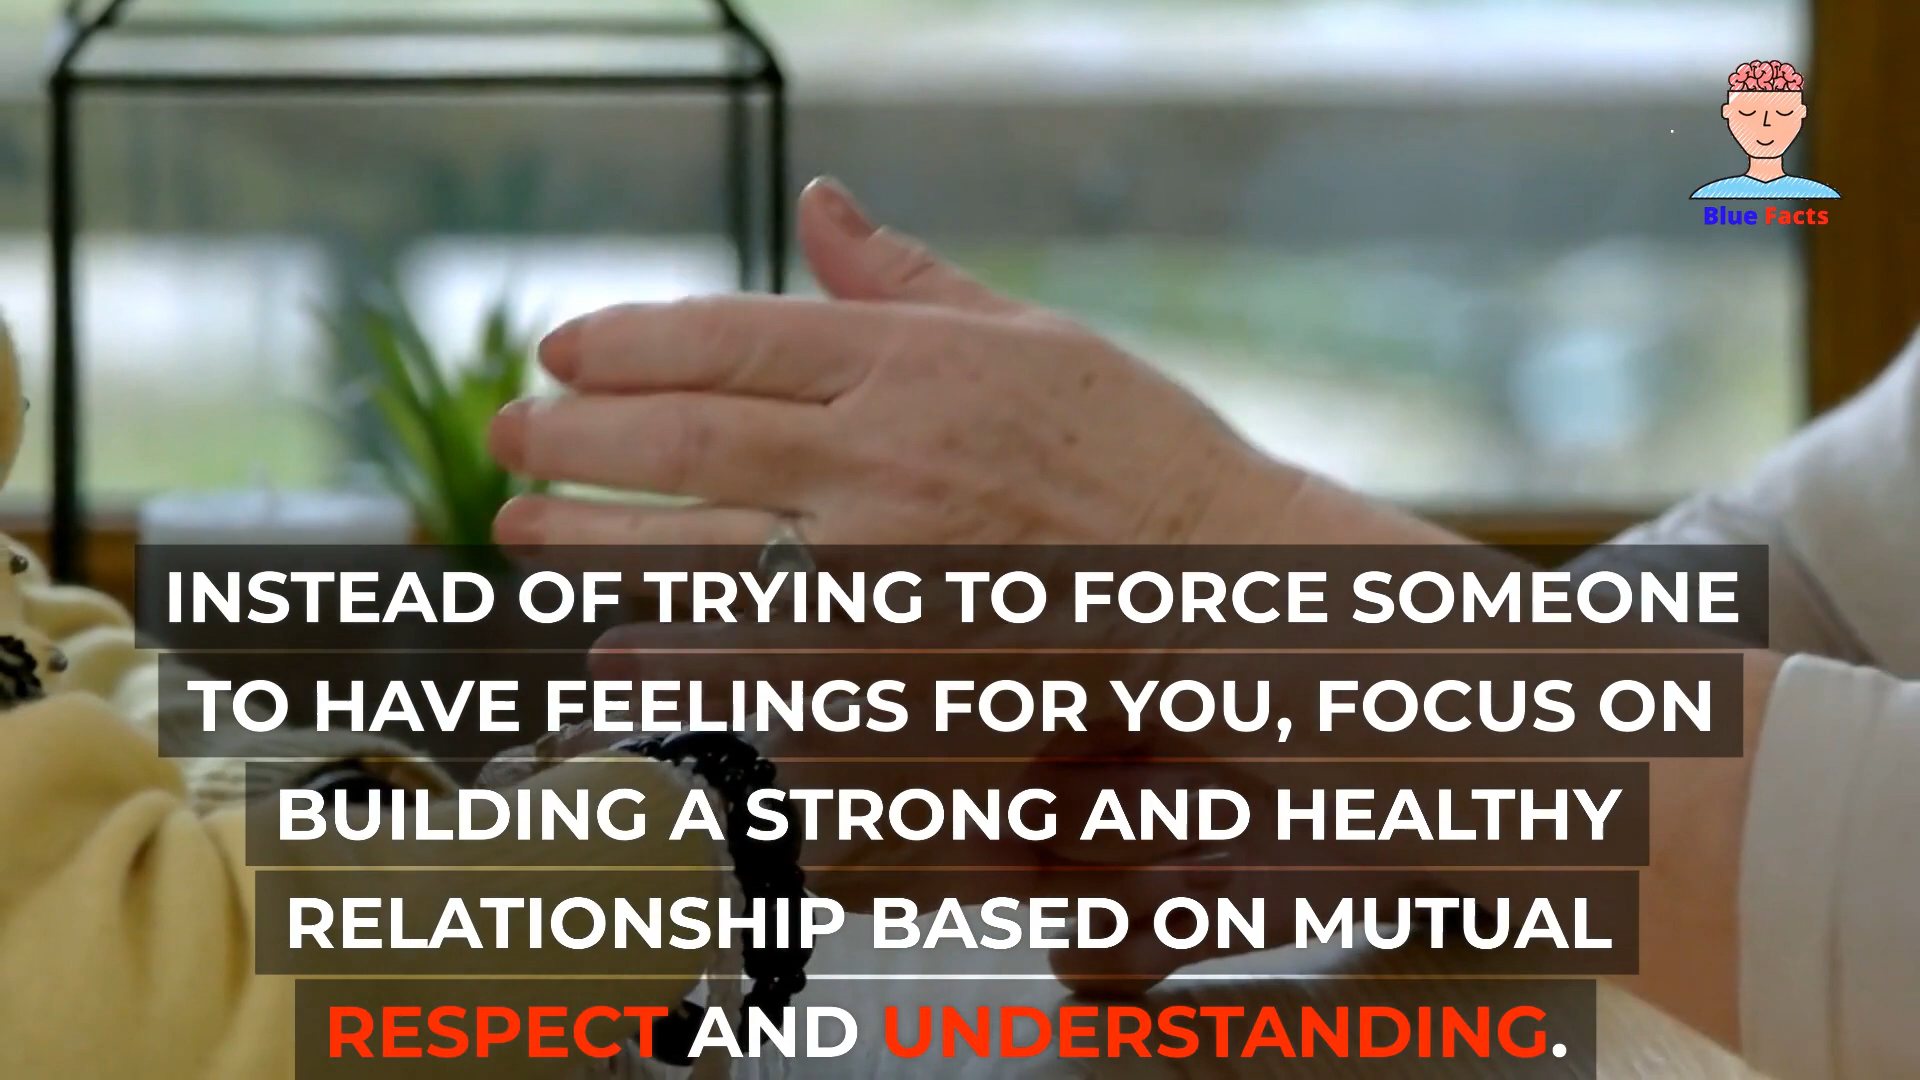 Blue Facts
INSTEAD OF TRYING TO FORCE SOMEONE
TO HAVE FEELINGS FOR YOU, FOCUS ON
BUILDING A STRONG AND HEALTHY
RELATIONSHIP BASED ON MUTUAL
RESPECT AND UNDERSTANDING.